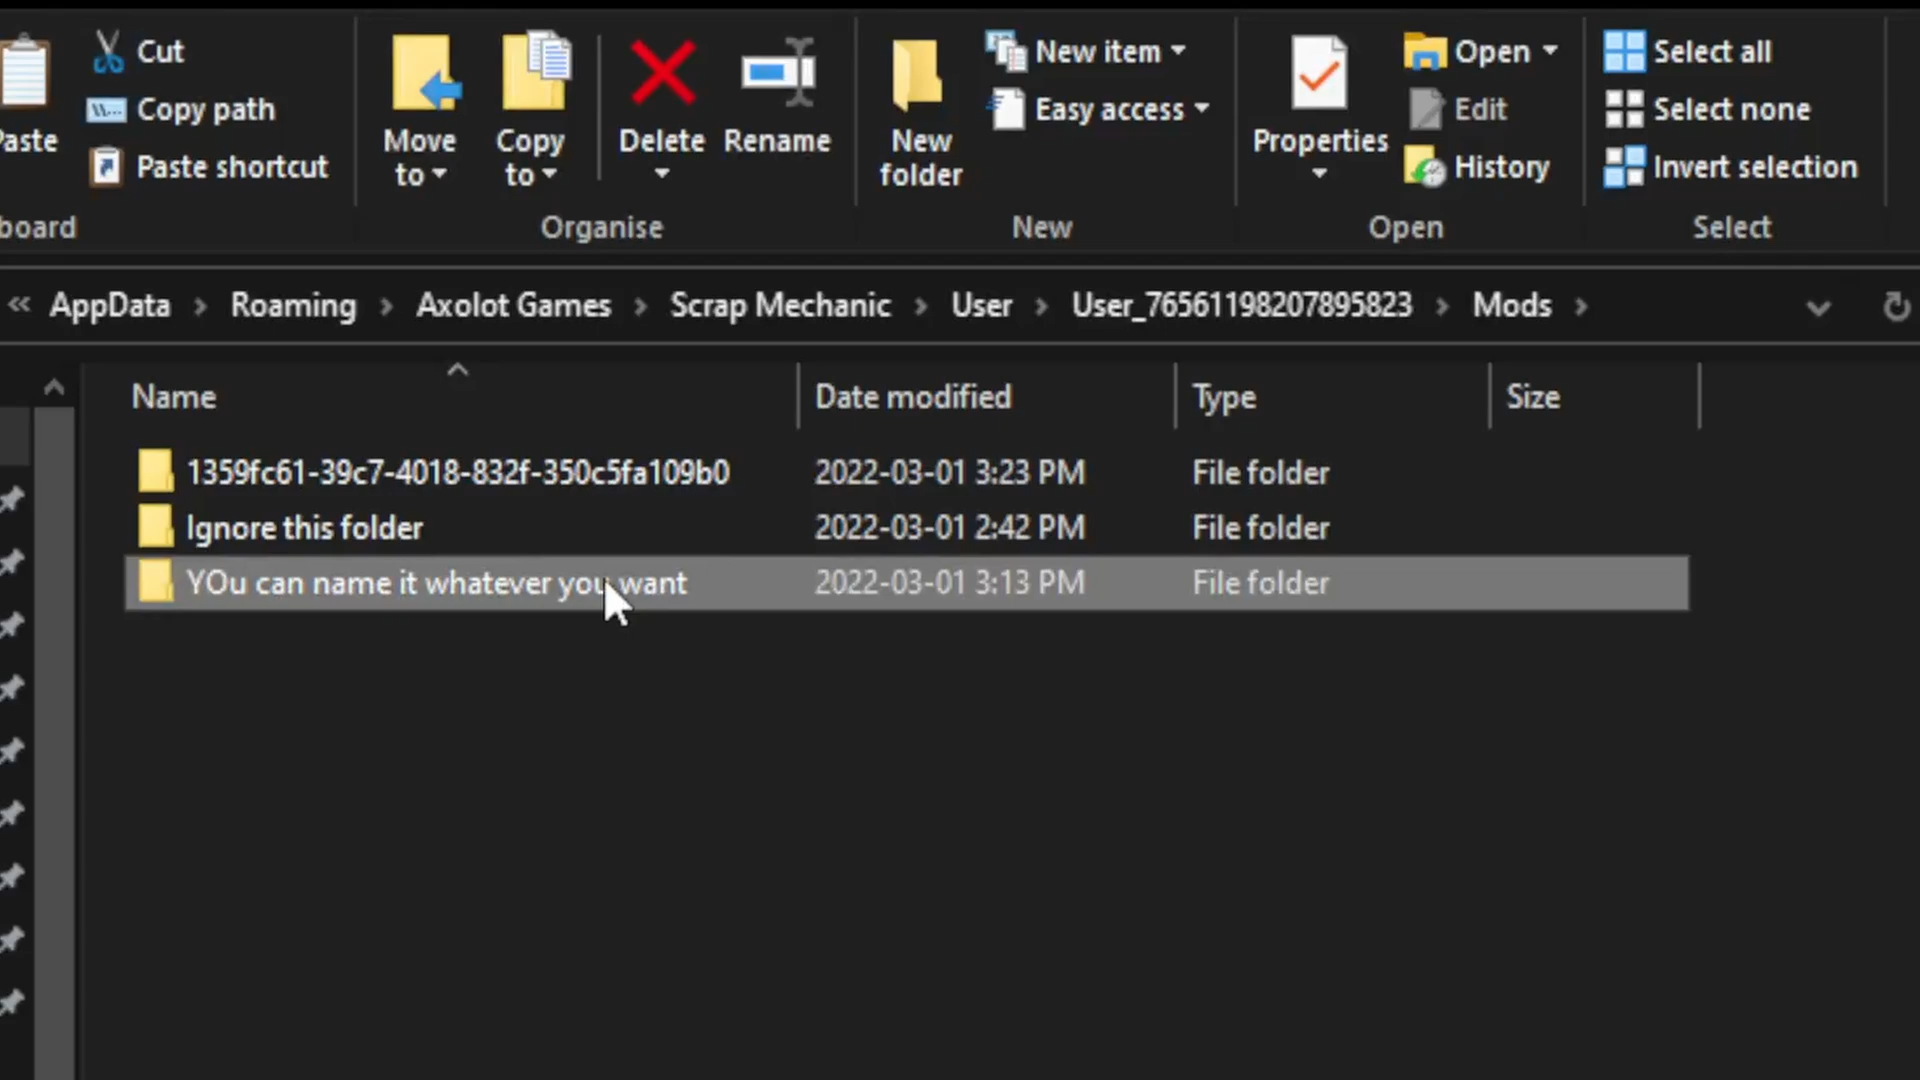 Paste
Cut
Copy path
Paste shortcut
board
Move to
Copy to
Delete
Rename
Organise
New folder
New item
Easy access
New
Properties
Open
Edit
History
Open
Select all
Select none
Invert selection
Select
« AppData > Roaming > Axolot Games > Scrap Mechanic > User > User_76561198207895823 > Mods >
Name Date modified Type Size
1359fc61-39c7-4018-832f-350c5fa109b0 2022-03-01 3:23 PM File folder
Ignore this folder 2022-03-01 2:42 PM File folder
YOu can name it whatever you want 2022-03-01 3:13 PM File folder